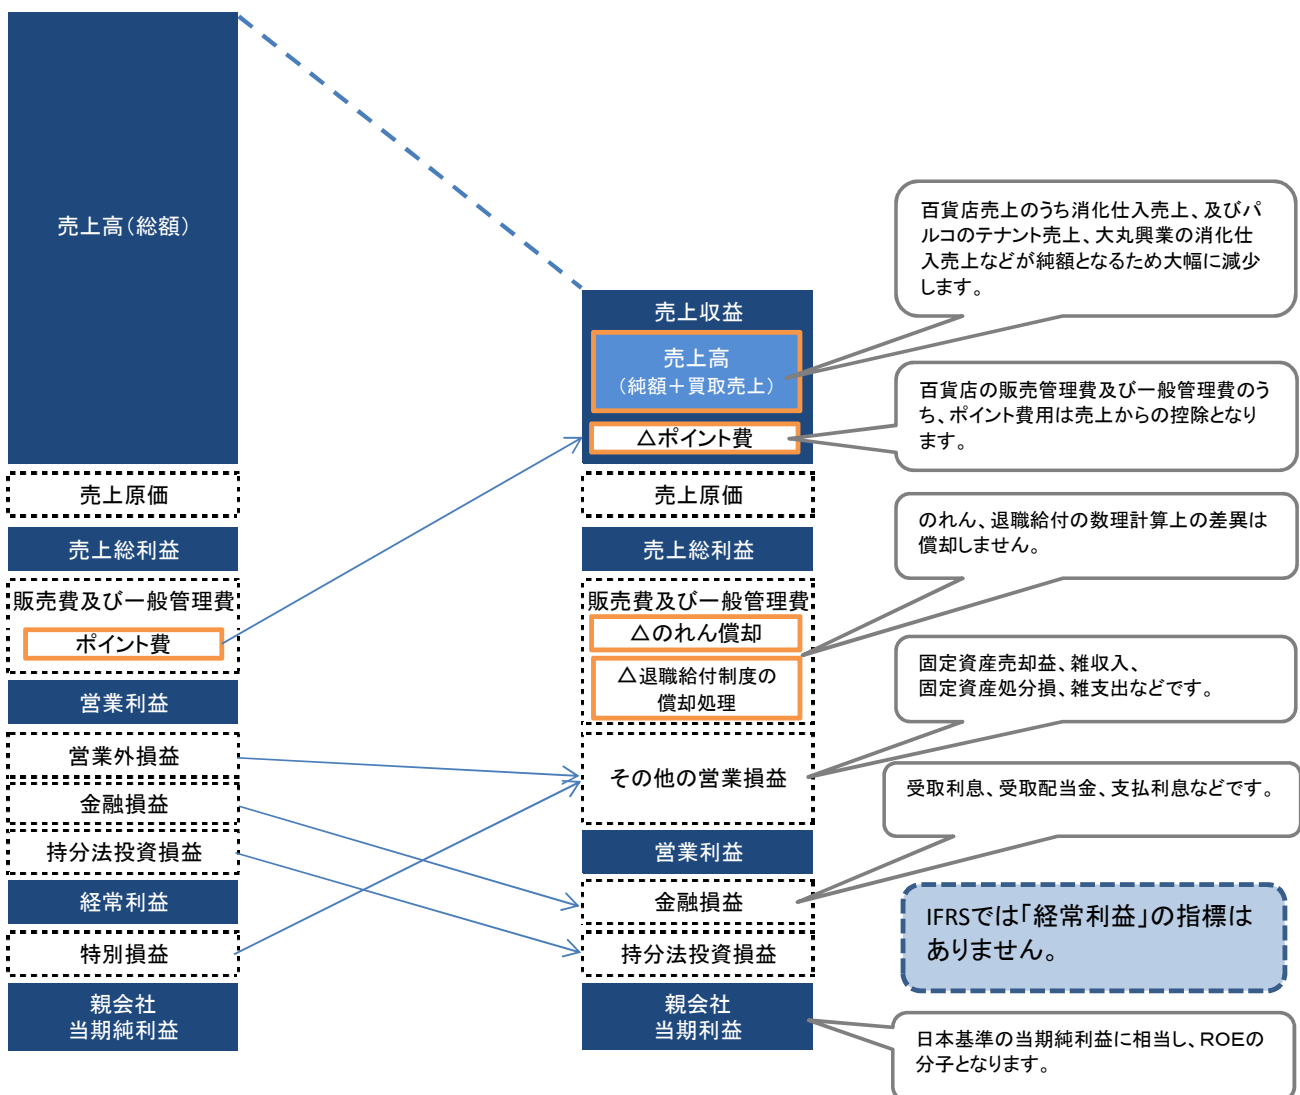 売上高（総額）
売上原価
売上総利益
販売費及び一般管理費
ポイント費
営業利益
営業外損益
金融損益
持分法投資損益
経常利益
特別損益
親会社
当期純利益
売上収益
売上高
（純額＋買取売上）
△ポイント費
売上原価
売上総利益
販売費及び一般管理費
△のれん償却
△退職給付制度の
償却処理
その他の営業損益
営業利益
金融損益
持分法投資損益
親会社
当期利益
百貨店売上のうち消化仕入売上、及びパ
ルコのテナント売上、大丸興業の消化仕
入売上などが純額となるため大幅に減少
します。
百貨店の販売管理費及び一般管理費のう
ち、ポイント費用は売上からの控除となり
ます。
のれん、退職給付の数理計算上の差異は
償却しません。
固定資産売却益、雑収入、
固定資産処分損、雑支出などです。
受取利息、受取配当金、支払利息などです。
IFRSでは「経常利益」の指標は
ありません。
日本基準の当期純利益に相当し、ROEの
分子となります。